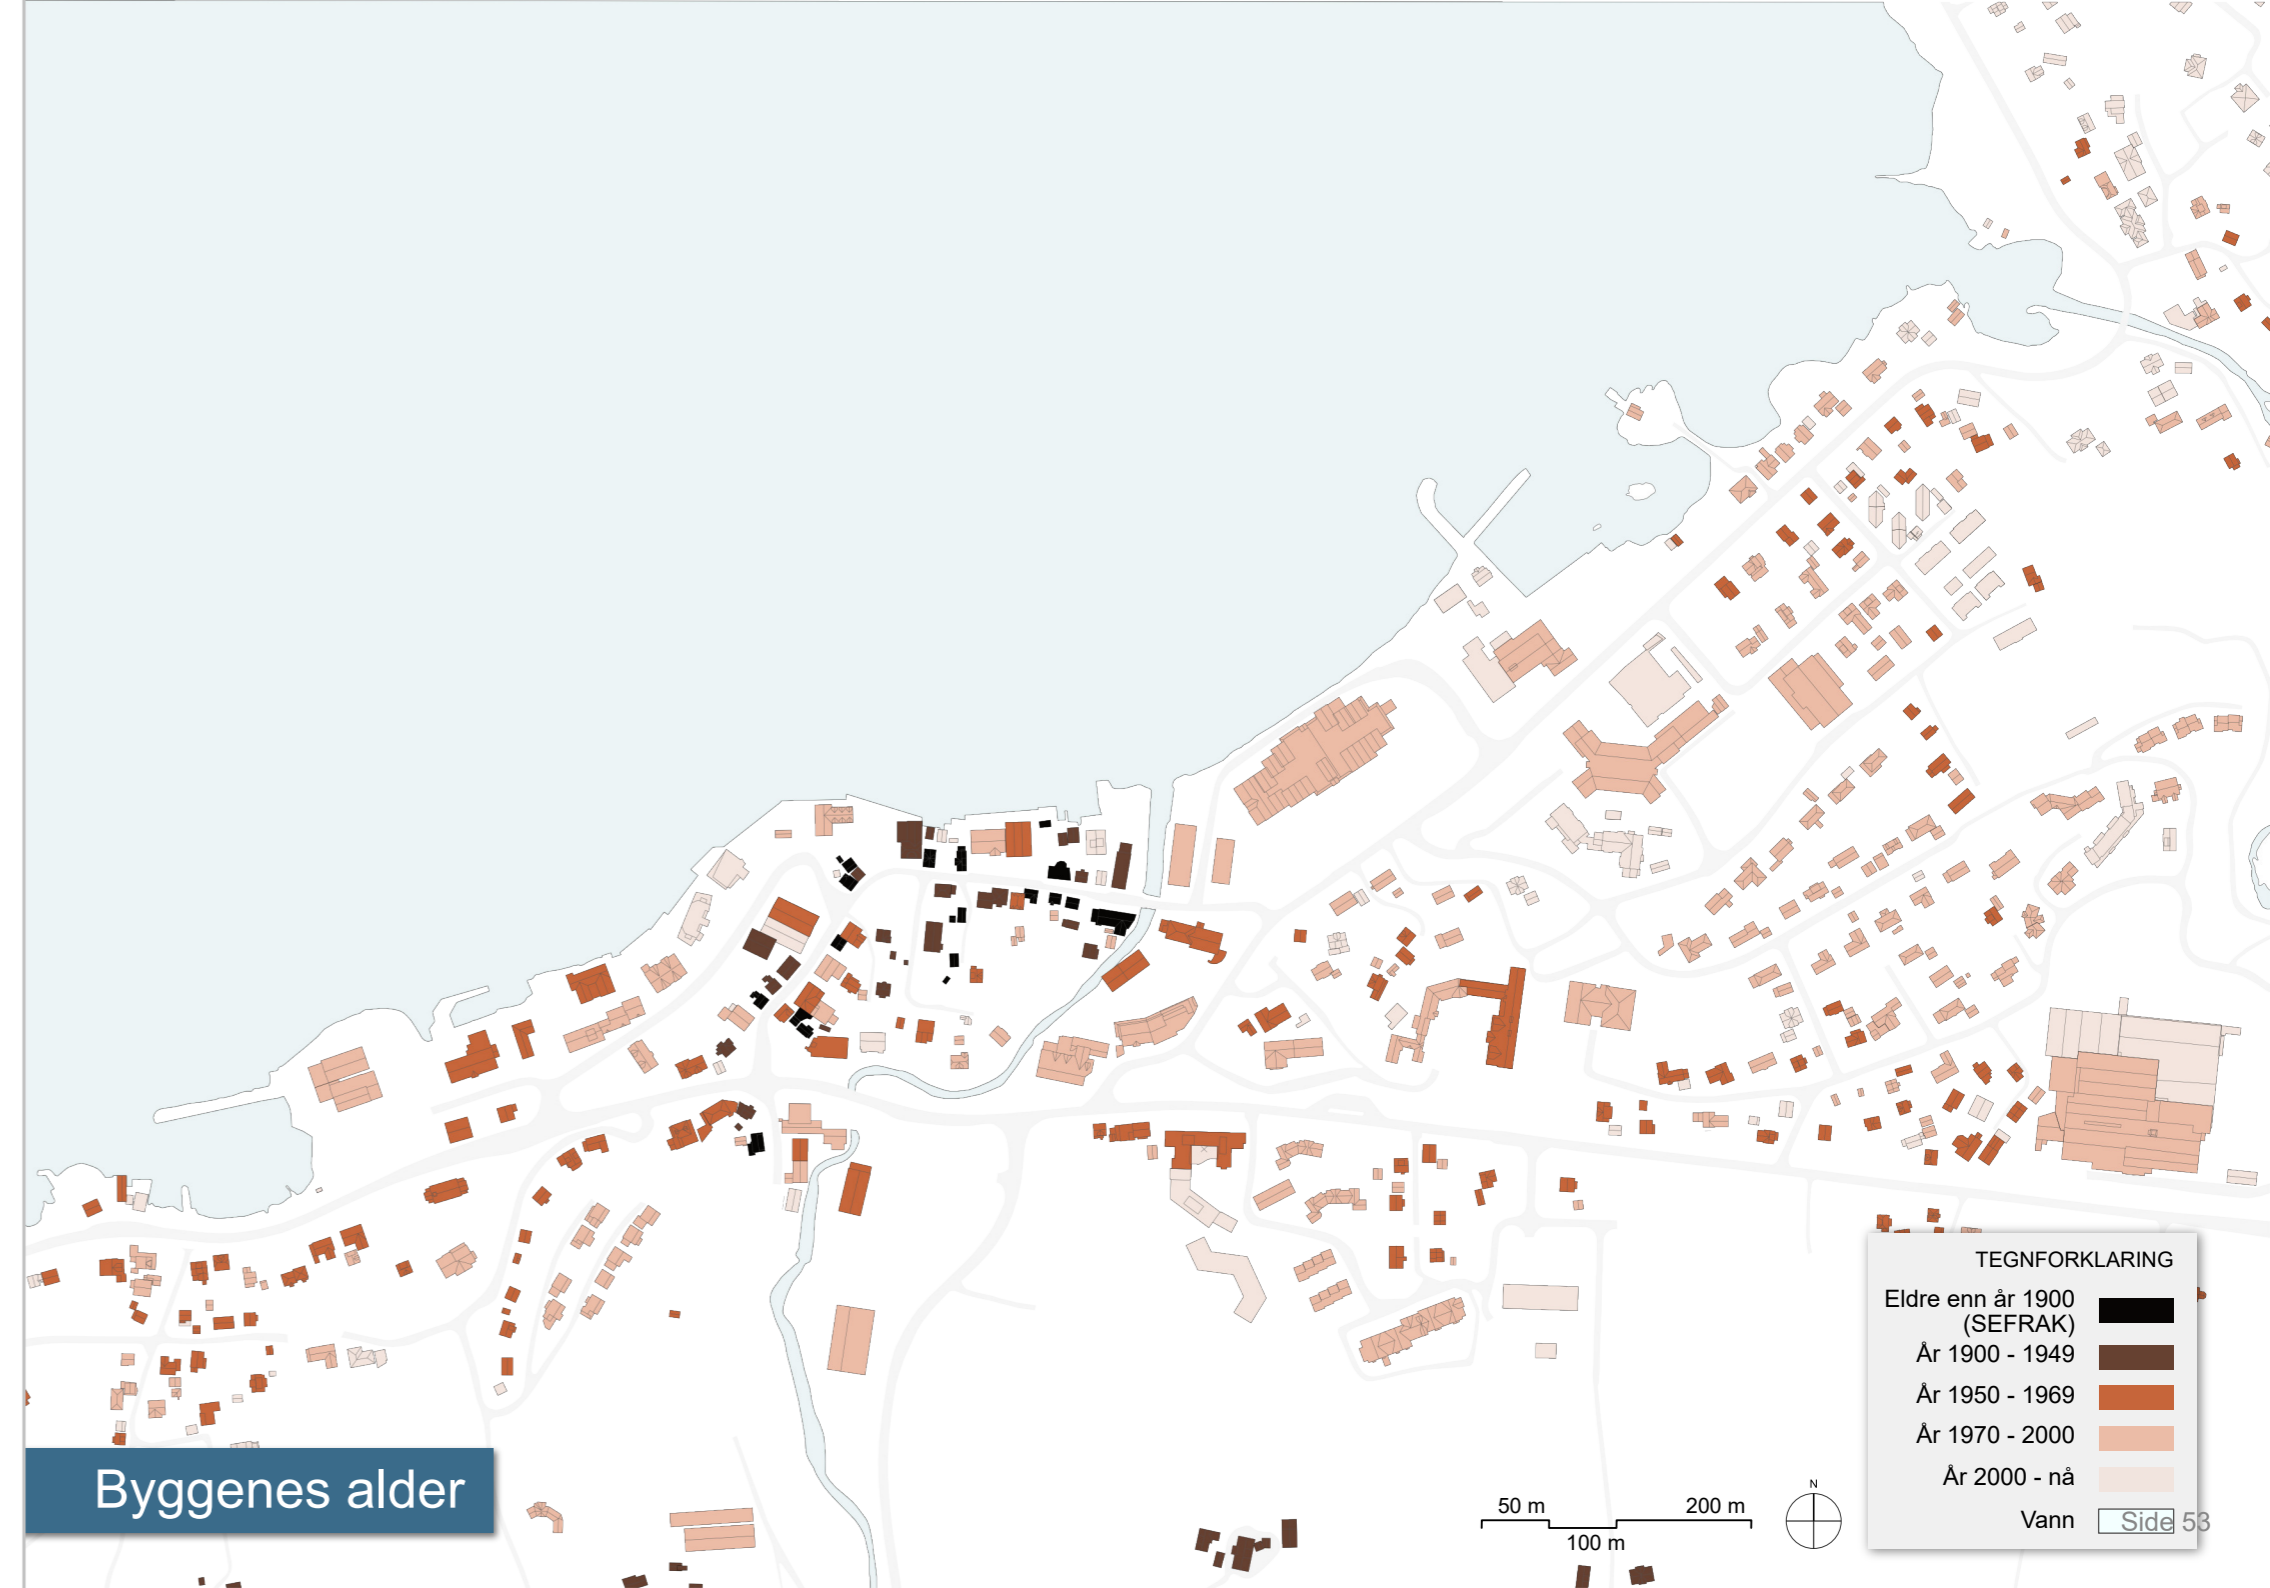 Byggenes alder
50 m
200 m
100 m
N
TEGNFORKLARING
Eldre enn år 1900
(SEFRAK)
År 1900 - 1949
År 1950 - 1969
År 1970 - 2000
År 2000 - nå
Vann
Side 53